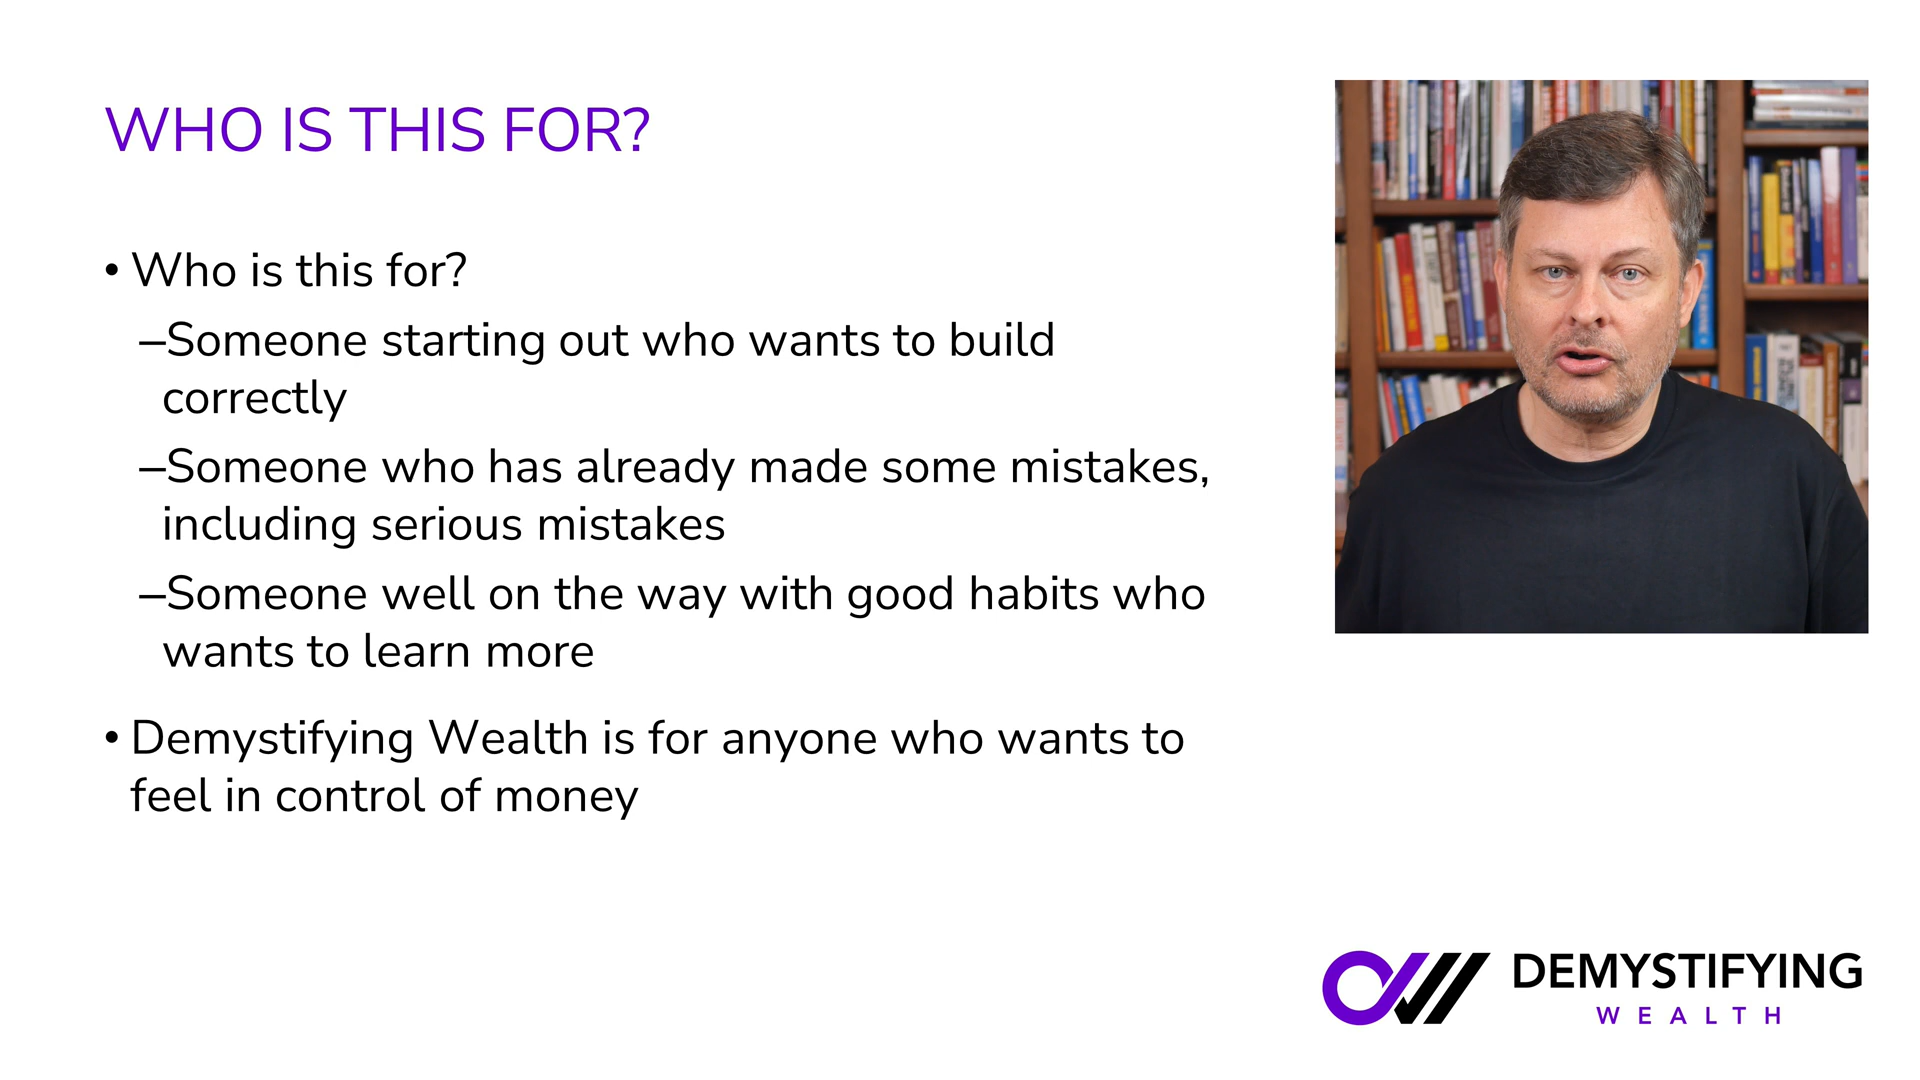 WHO IS THIS FOR?
• Who is this for?
–Someone starting out who wants to build
correctly
–Someone who has already made some mistakes,
including serious mistakes
–Someone well on the way with good habits who
wants to learn more
• Demystifying Wealth is for anyone who wants to
feel in control of money
DEMYSTIFYING
WEALTH